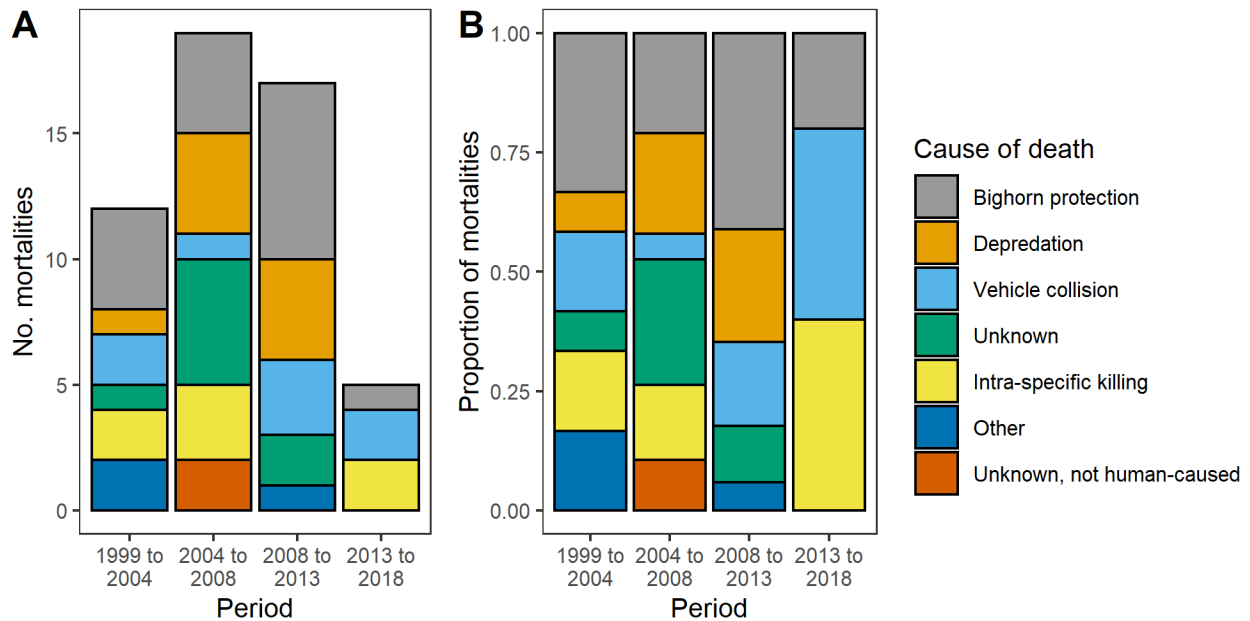 A
No. mortalities
15
10
5
0
1999 to
2004
2004 to
2008
2008 to
2013
2013 to
2018
Period
B
Proportion of mortalities
1.00
0.75
0.50
0.25
0.00
1999 to
2004
2004 to
2008
2008 to
2013
2013 to
2018
Period
Cause of death
Bighorn protection
Depredation
Vehicle collision
Unknown
Intra-specific killing
Other
Unknown, not human-caused